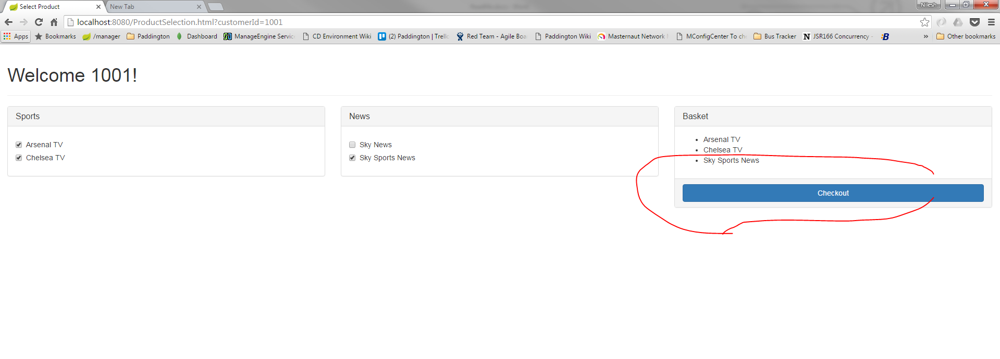 Select Product
New Tab
Nilesh
localhost:8080/ProductSelection.html?customerId=1001
Apps Bookmarks /manager Paddington Dashboard ManageEngine Servic CD Environment Wiki (2) Paddington | Trello Red Team - Agile Boa Paddington Wiki Masternaut Network MConfigCenter To che Bus Tracker JSR166 Concurrency - :B » Other bookmarks
Welcome 1001!
Sports
Arsenal TV
Chelsea TV
News
Sky News
Sky Sports News
Basket
Arsenal TV
Chelsea TV
Sky Sports News
Checkout